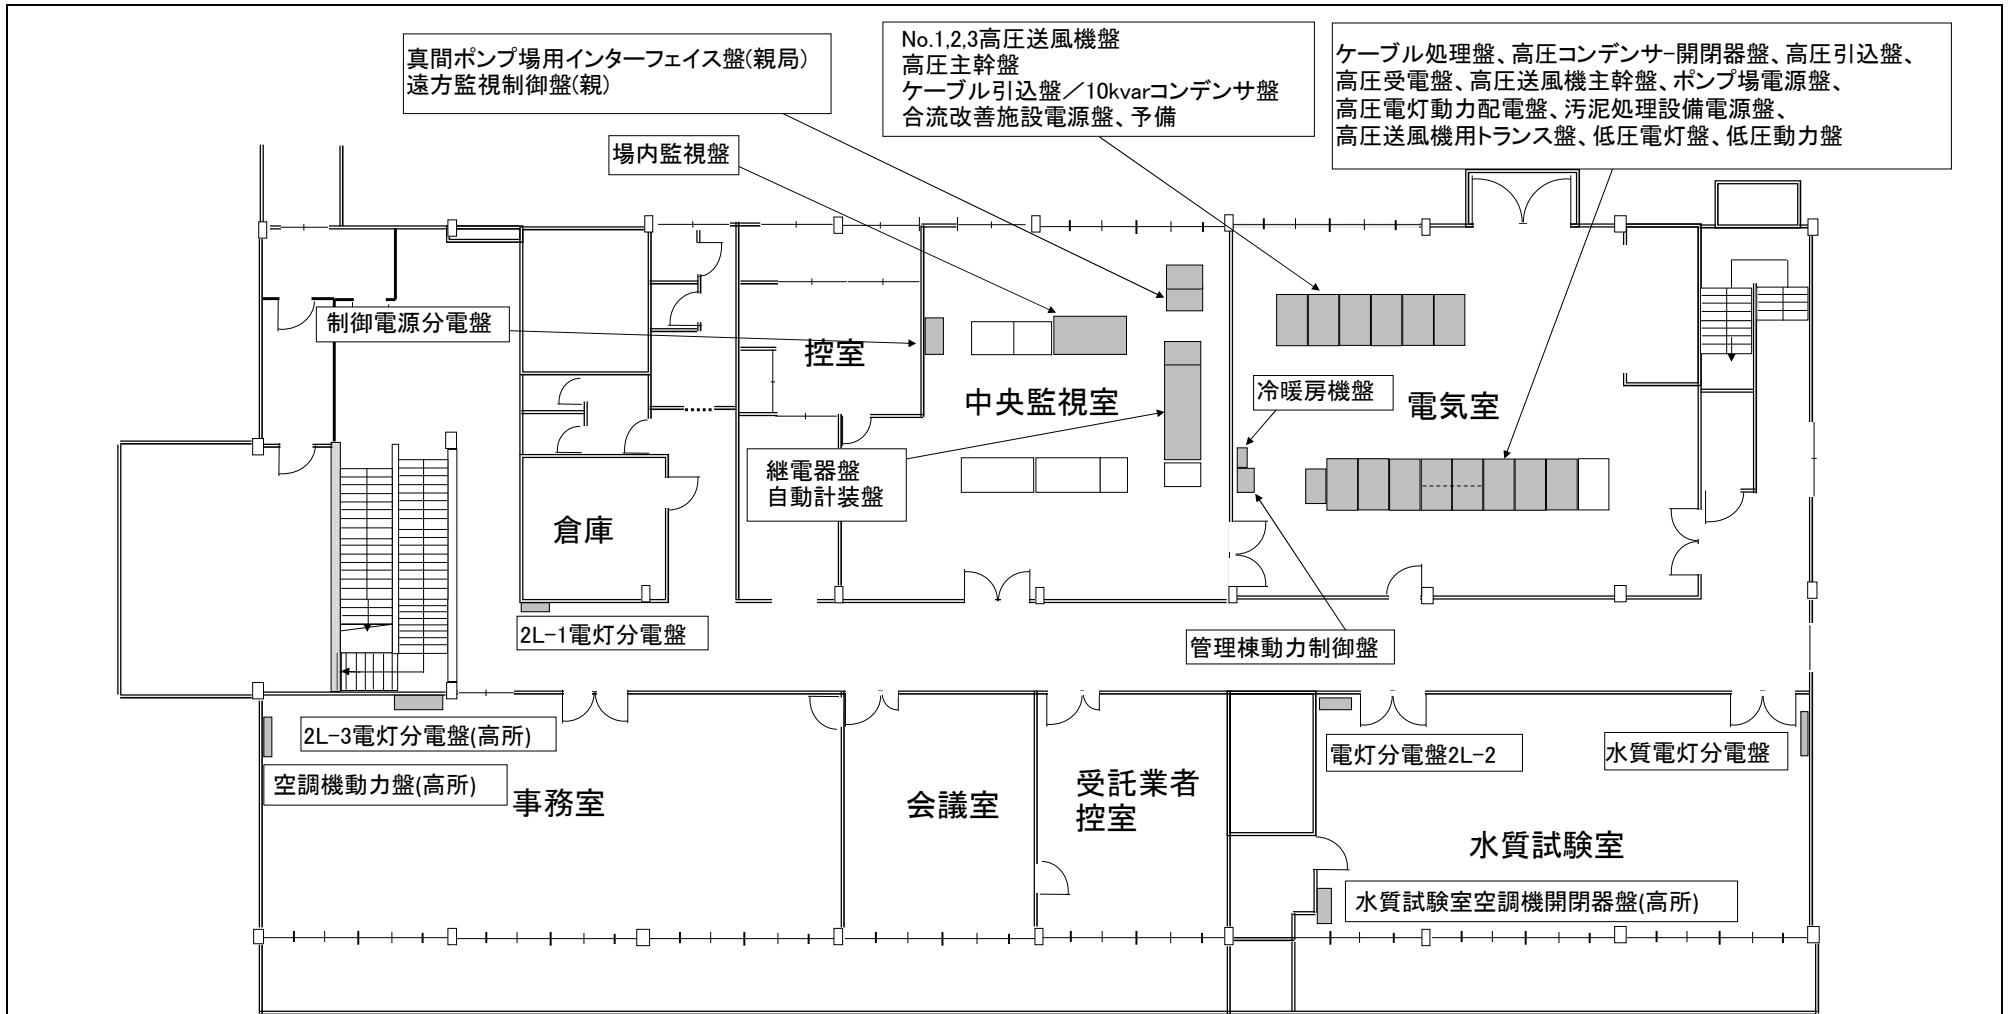 真間ポンプ場用インターフェイス盤(親局)
遠方監視制御盤(親)
No.1,2,3高圧送風機盤
高圧主幹盤
ケーブル引込盤／10kvarコンデンサ盤
合流改善施設電源盤、予備
ケーブル処理盤、高圧コンデンサー開閉器盤、高圧引込盤、
高圧受電盤、高圧送風機主幹盤、ポンプ場電源盤、
高圧電灯動力配電盤、汚泥処理設備電源盤、
高圧送風機用トランス盤、低圧電灯盤、低圧動力盤
場内監視盤
制御電源分電盤
控室
中央監視室
冷暖房機盤
電気室
継電器盤
自動計装盤
倉庫
2L-1電灯分電盤
管理棟動力制御盤
2L-3電灯分電盤(高所)
空調機動力盤(高所)
事務室
会議室
受託業者
控室
電灯分電盤2L-2
水質電灯分電盤
水質試験室
水質試験室空調機開閉器盤(高所)